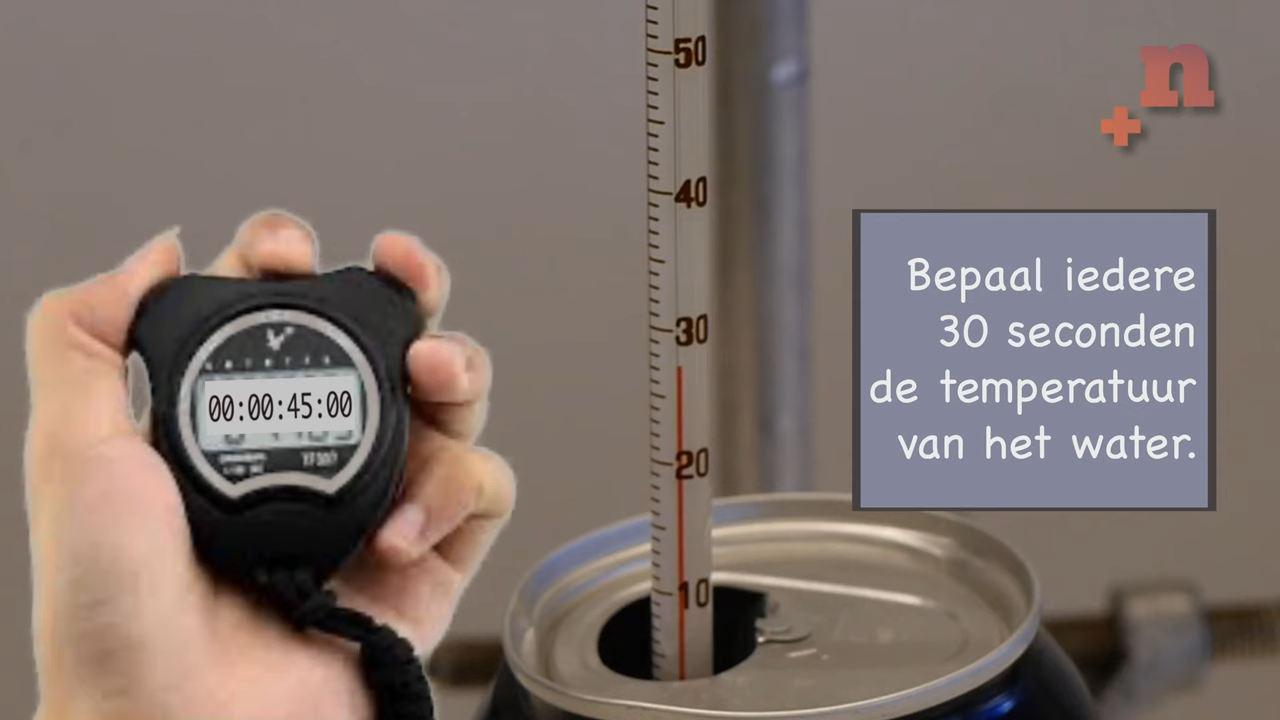 50
40
30
20
10
00:00:45:00
n
+
Bepaal iedere
30 seconden
de temperatuur
van het water.